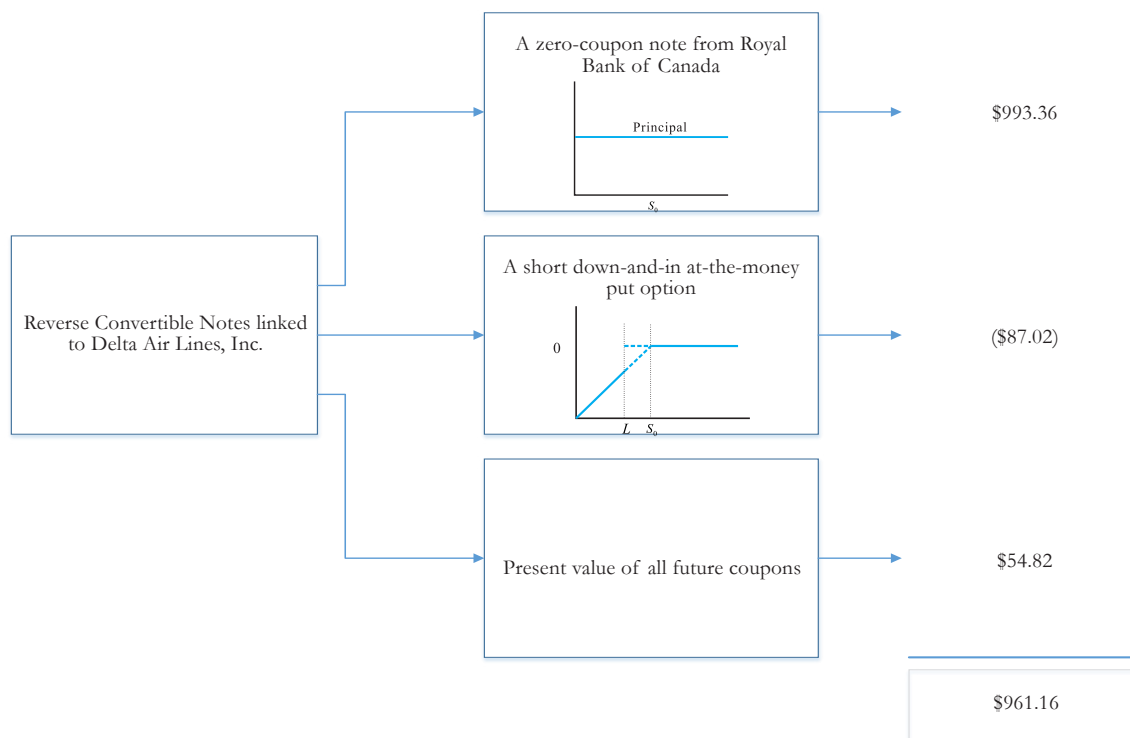 A zero-coupon note from Royal
Bank of Canada
Principal
S₀
$993.36
Reverse Convertible Notes linked
to Delta Air Lines, Inc.
A short down-and-in at-the-money
put option
0
L S₀
($87.02)
Present value of all future coupons
$54.82
$961.16